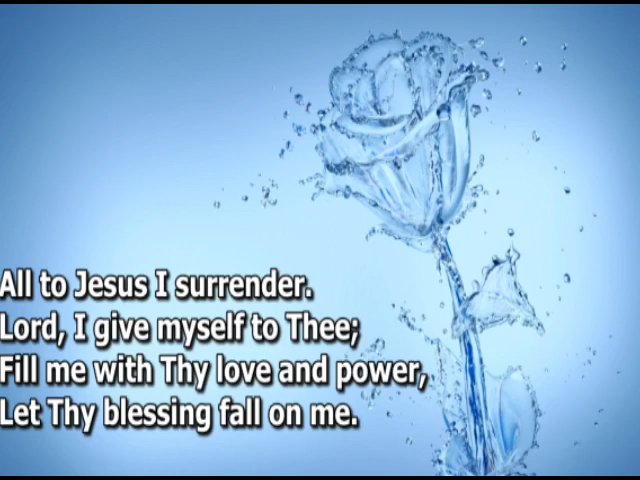 All to Jesus I surrender.
Lord, I give myself to Thee;
Fill me with Thy love and power,
Let Thy blessing fall on me.